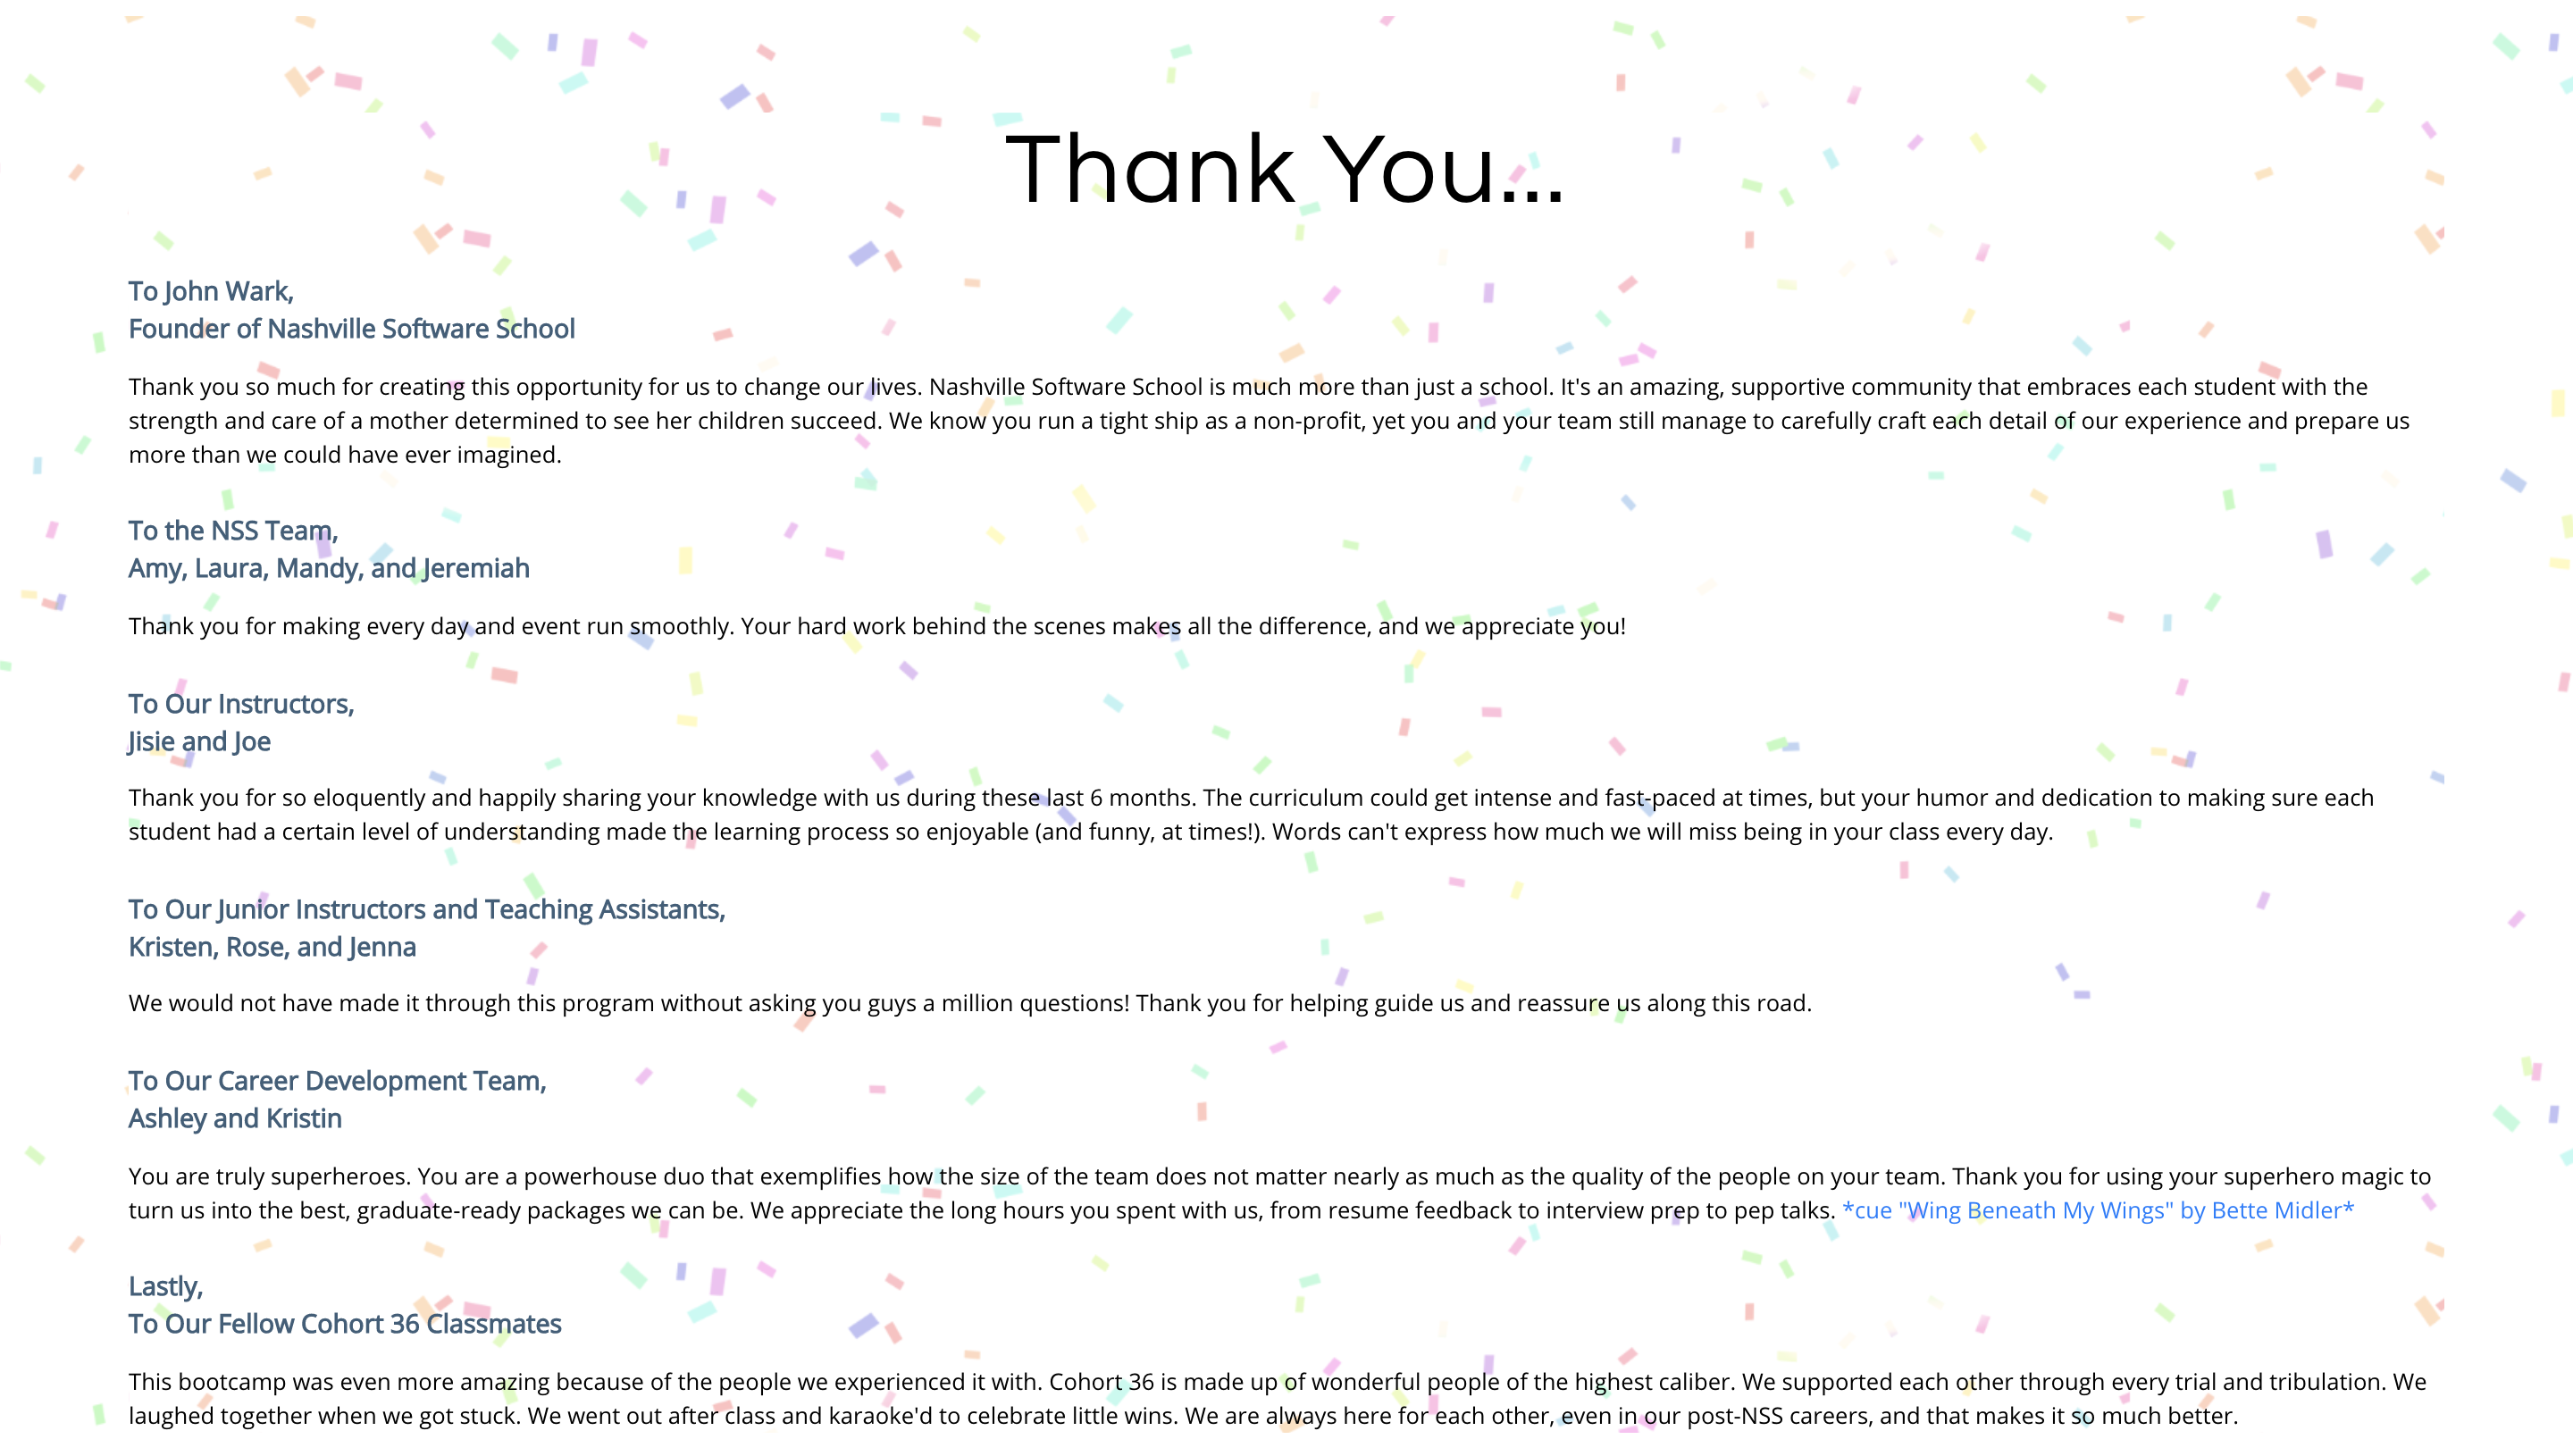 Thank You...
To John Wark,
Founder of Nashville Software School
Thank you so much for creating this opportunity for us to change our lives. Nashville Software School is much more than just a school. It's an amazing, supportive community that embraces each student with the
strength and care of a mother determined to see her children succeed. We know you run a tight ship as a non-profit, yet you and your team still manage to carefully craft each detail of our experience and prepare us
more than we could have ever imagined.
To the NSS Team,
Amy, Laura, Mandy, and Jeremiah
Thank you for making every day and event run smoothly. Your hard work behind the scenes makes all the difference, and we appreciate you!
To Our Instructors,
Jisie and Joe
Thank you for so eloquently and happily sharing your knowledge with us during these last 6 months. The curriculum could get intense and fast-paced at times, but your humor and dedication to making sure each
student had a certain level of understanding made the learning process so enjoyable (and funny, at times!). Words can't express how much we will miss being in your class every day.
To Our Junior Instructors and Teaching Assistants,
Kristen, Rose, and Jenna
We would not have made it through this program without asking you guys a million questions! Thank you for helping guide us and reassure us along this road.
To Our Career Development Team,
Ashley and Kristin
You are truly superheroes. You are a powerhouse duo that exemplifies how the size of the team does not matter nearly as much as the quality of the people on your team. Thank you for using your superhero magic to
turn us into the best, graduate-ready packages we can be. We appreciate the long hours you spent with us, from resume feedback to interview prep to pep talks. *cue "Wing Beneath My Wings" by Bette Midler*
Lastly,
To Our Fellow Cohort 36 Classmates
This bootcamp was even more amazing because of the people we experienced it with. Cohort 36 is made up of wonderful people of the highest caliber. We supported each other through every trial and tribulation. We
laughed together when we got stuck. We went out after class and karaoke'd to celebrate little wins. We are always here for each other, even in our post-NSS careers, and that makes it so much better.